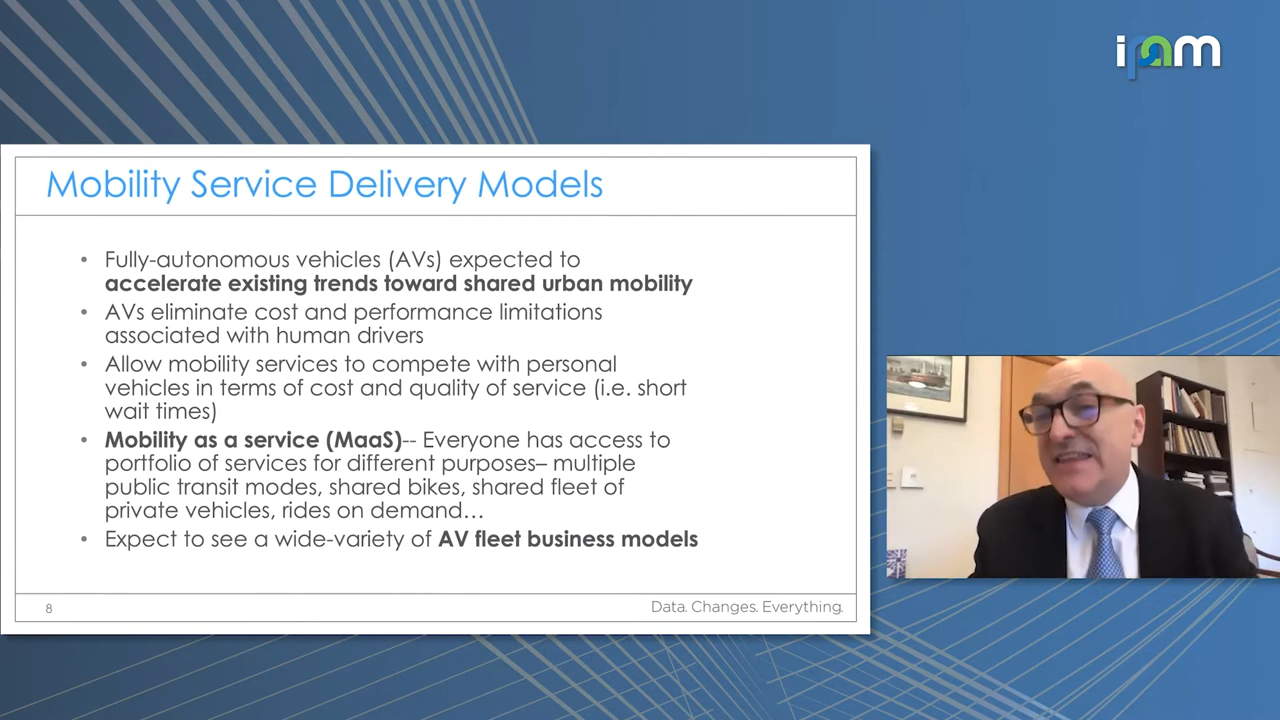 ipam
Mobility Service Delivery Models
• Fully-autonomous vehicles (AVs) expected to
accelerate existing trends toward shared urban mobility
• AVs eliminate cost and performance limitations
associated with human drivers
• Allow mobility services to compete with personal
vehicles in terms of cost and quality of service (i.e. short
wait times)
• Mobility as a service (MaaS)-- Everyone has access to
portfolio of services for different purposes– multiple
public transit modes, shared bikes, shared fleet of
private vehicles, rides on demand…
• Expect to see a wide-variety of AV fleet business models
8
Data. Changes. Everything.